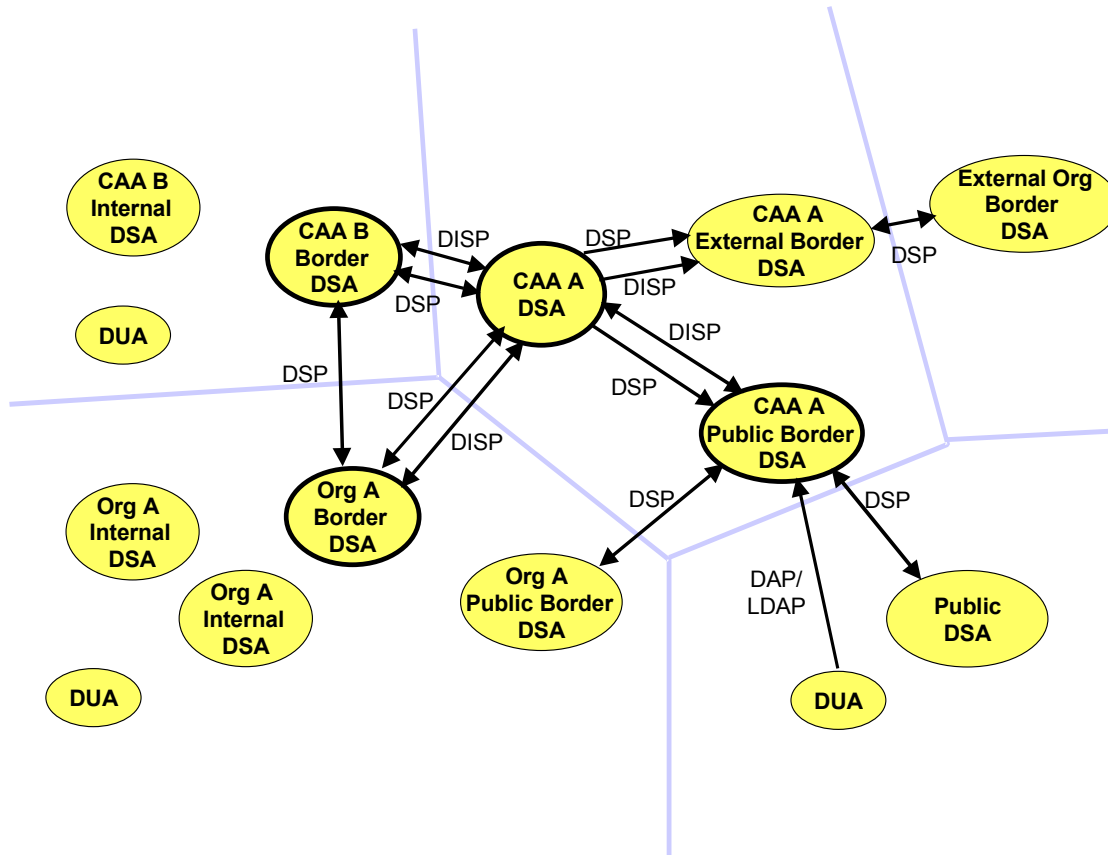 CAA B
Internal
DSA
DUA
CAA B
Border
DSA
DISP
DSP
CAA A
DSA
DSP
DISP
CAA A
External Border
DSA
DSP
External Org
Border
DSA
DISP
DSP
CAA A
Public Border
DSA
DSP
DSP
DISP
Org A
Border
DSA
Org A
Internal
DSA
Org A
Internal
DSA
DUA
DSP
Org A
Public Border
DSA
DAP/
LDAP
DSP
Public
DSA
DUA